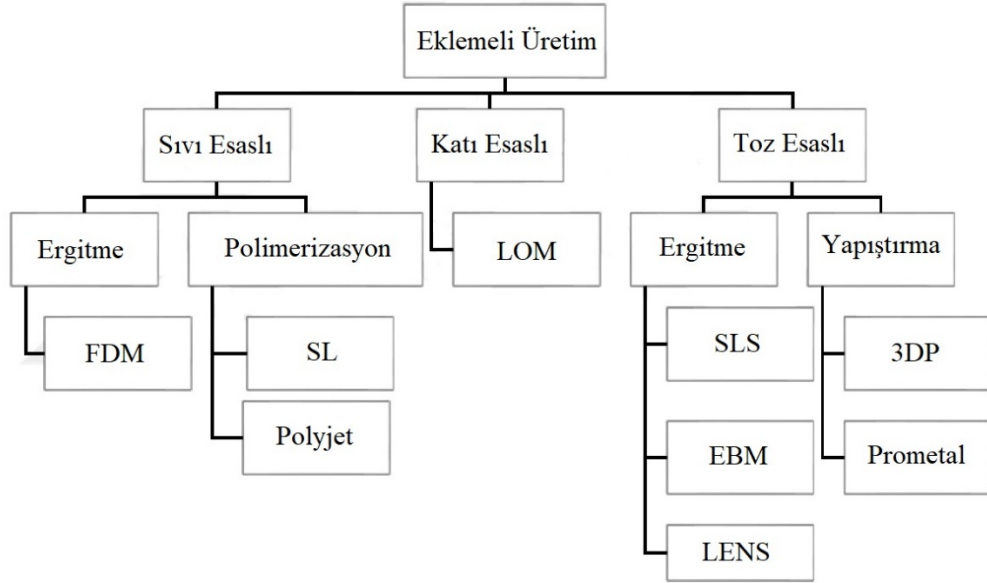 Eklemeli Üretim
Sıvı Esaslı
Katı Esaslı
Toz Esaslı
Ergitme
Polimerizasyon
LOM
Ergitme
Yapıştırma
FDM
SL
SLS
3DP
Polyjet
EBM
Prometal
LENS